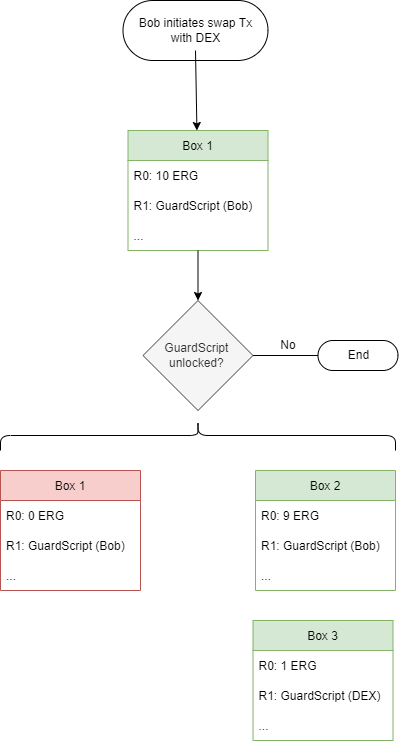 Bob initiates swap Tx
with DEX
Box 1
R0: 10 ERG
R1: GuardScript (Bob)
...
GuardScript
unlocked?
No
End
Box 1
R0: 0 ERG
R1: GuardScript (Bob)
...
Box 2
R0: 9 ERG
R1: GuardScript (Bob)
...
Box 3
R0: 1 ERG
R1: GuardScript (DEX)
...